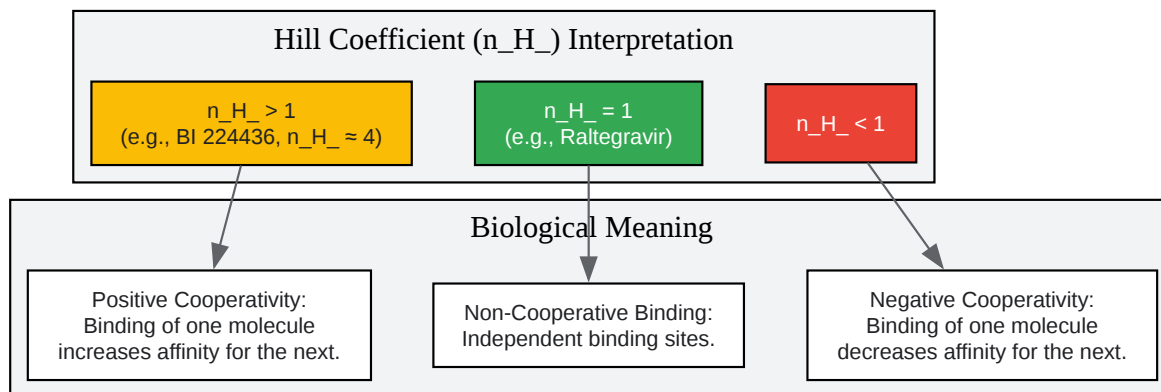 Hill Coefficient (n_H_) Interpretation
n_H_ > 1
(e.g., BI 224436, n_H_ ≈ 4)
n_H_ = 1
(e.g., Raltegravir)
n_H_ < 1
Biological Meaning
Positive Cooperativity:
Binding of one molecule
increases affinity for the next.
Non-Cooperative Binding:
Independent binding sites.
Negative Cooperativity:
Binding of one molecule
decreases affinity for the next.